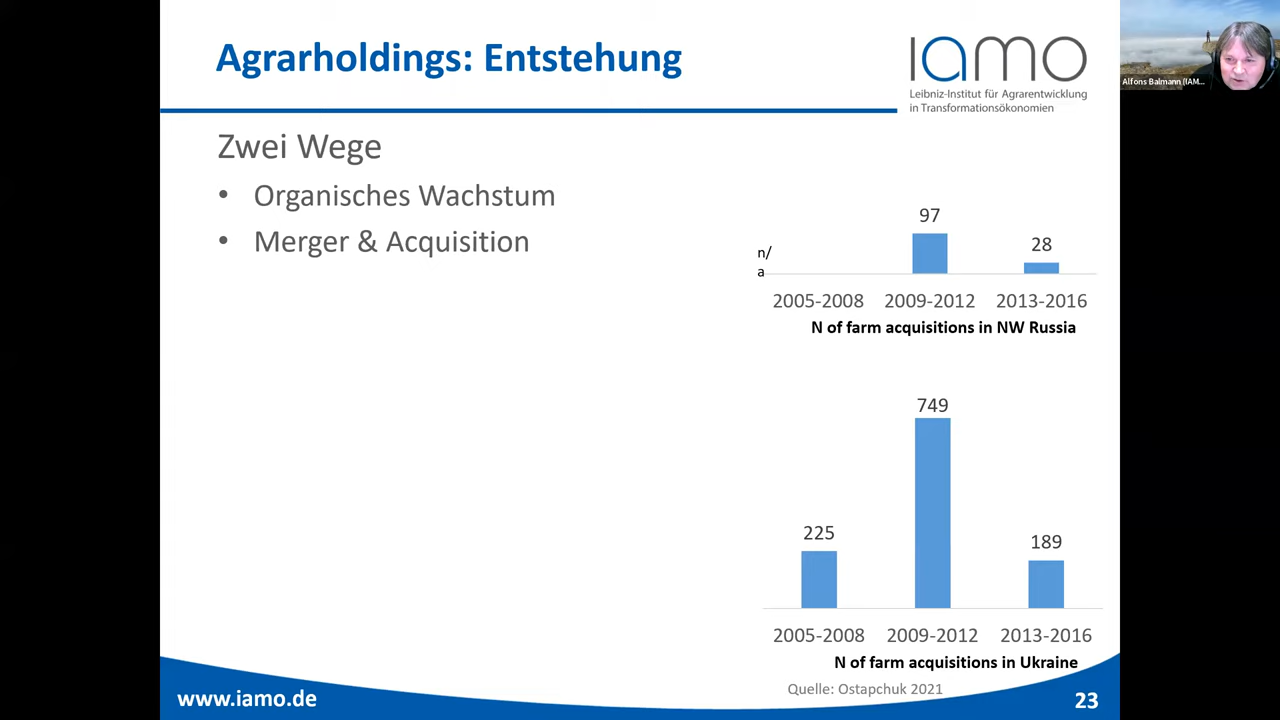 Agrarholdings: Entstehung
iamo
Leibniz-Institut für Agrarentwicklung
in Transformationsökonomien
Alfons Balmann (IAM...
Zwei Wege
• Organisches Wachstum
• Merger & Acquisition
97
28
n/
a
2005-2008 2009-2012 2013-2016
N of farm acquisitions in NW Russia
749
225
189
2005-2008 2009-2012 2013-2016
N of farm acquisitions in Ukraine
Quelle: Ostapchuk 2021
www.iamo.de
23